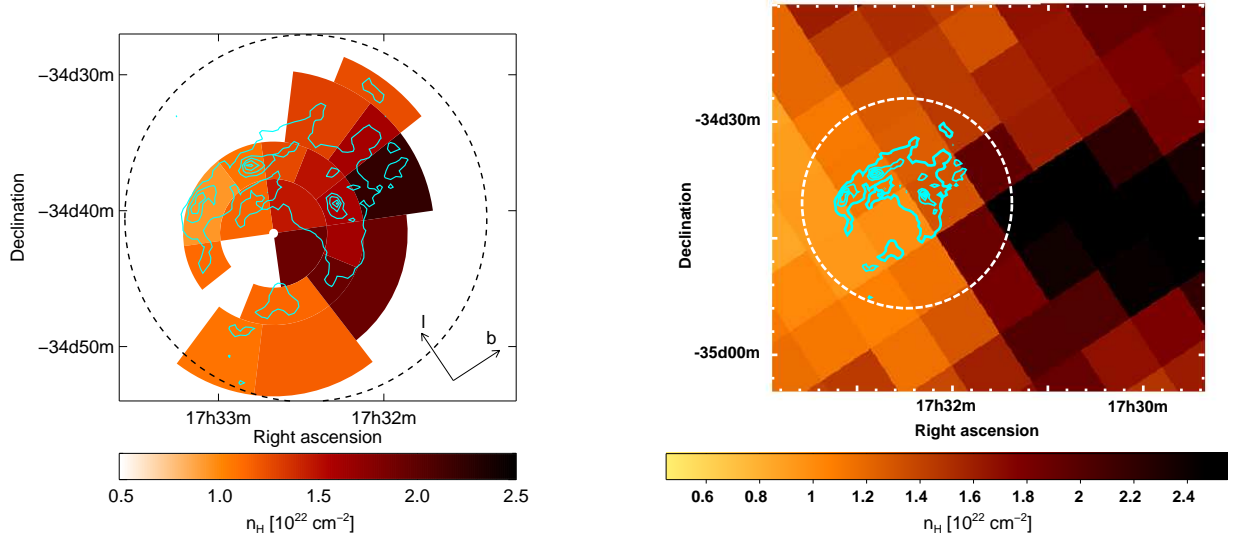 −34d30m
−34d40m
−34d50m
Declination
l
b
17h33m
17h32m
Right ascension
0.5
1.0
1.5
2.0
2.5
n_H [10^22 cm^−2]
-34d30m
-35d00m
Declination
17h32m
17h30m
Right ascension
0.6
0.8
1
1.2
1.4
1.6
1.8
2
2.2
2.4
n_H [10^22 cm^−2]